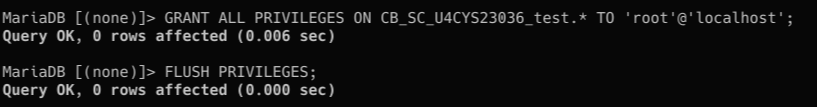 MariaDB [(none)]> GRANT ALL PRIVILEGES ON CB_SC_U4CYS23036_test.* TO 'root'@'localhost';
Query OK, 0 rows affected (0.006 sec)
MariaDB [(none)]> FLUSH PRIVILEGES;
Query OK, 0 rows affected (0.000 sec)